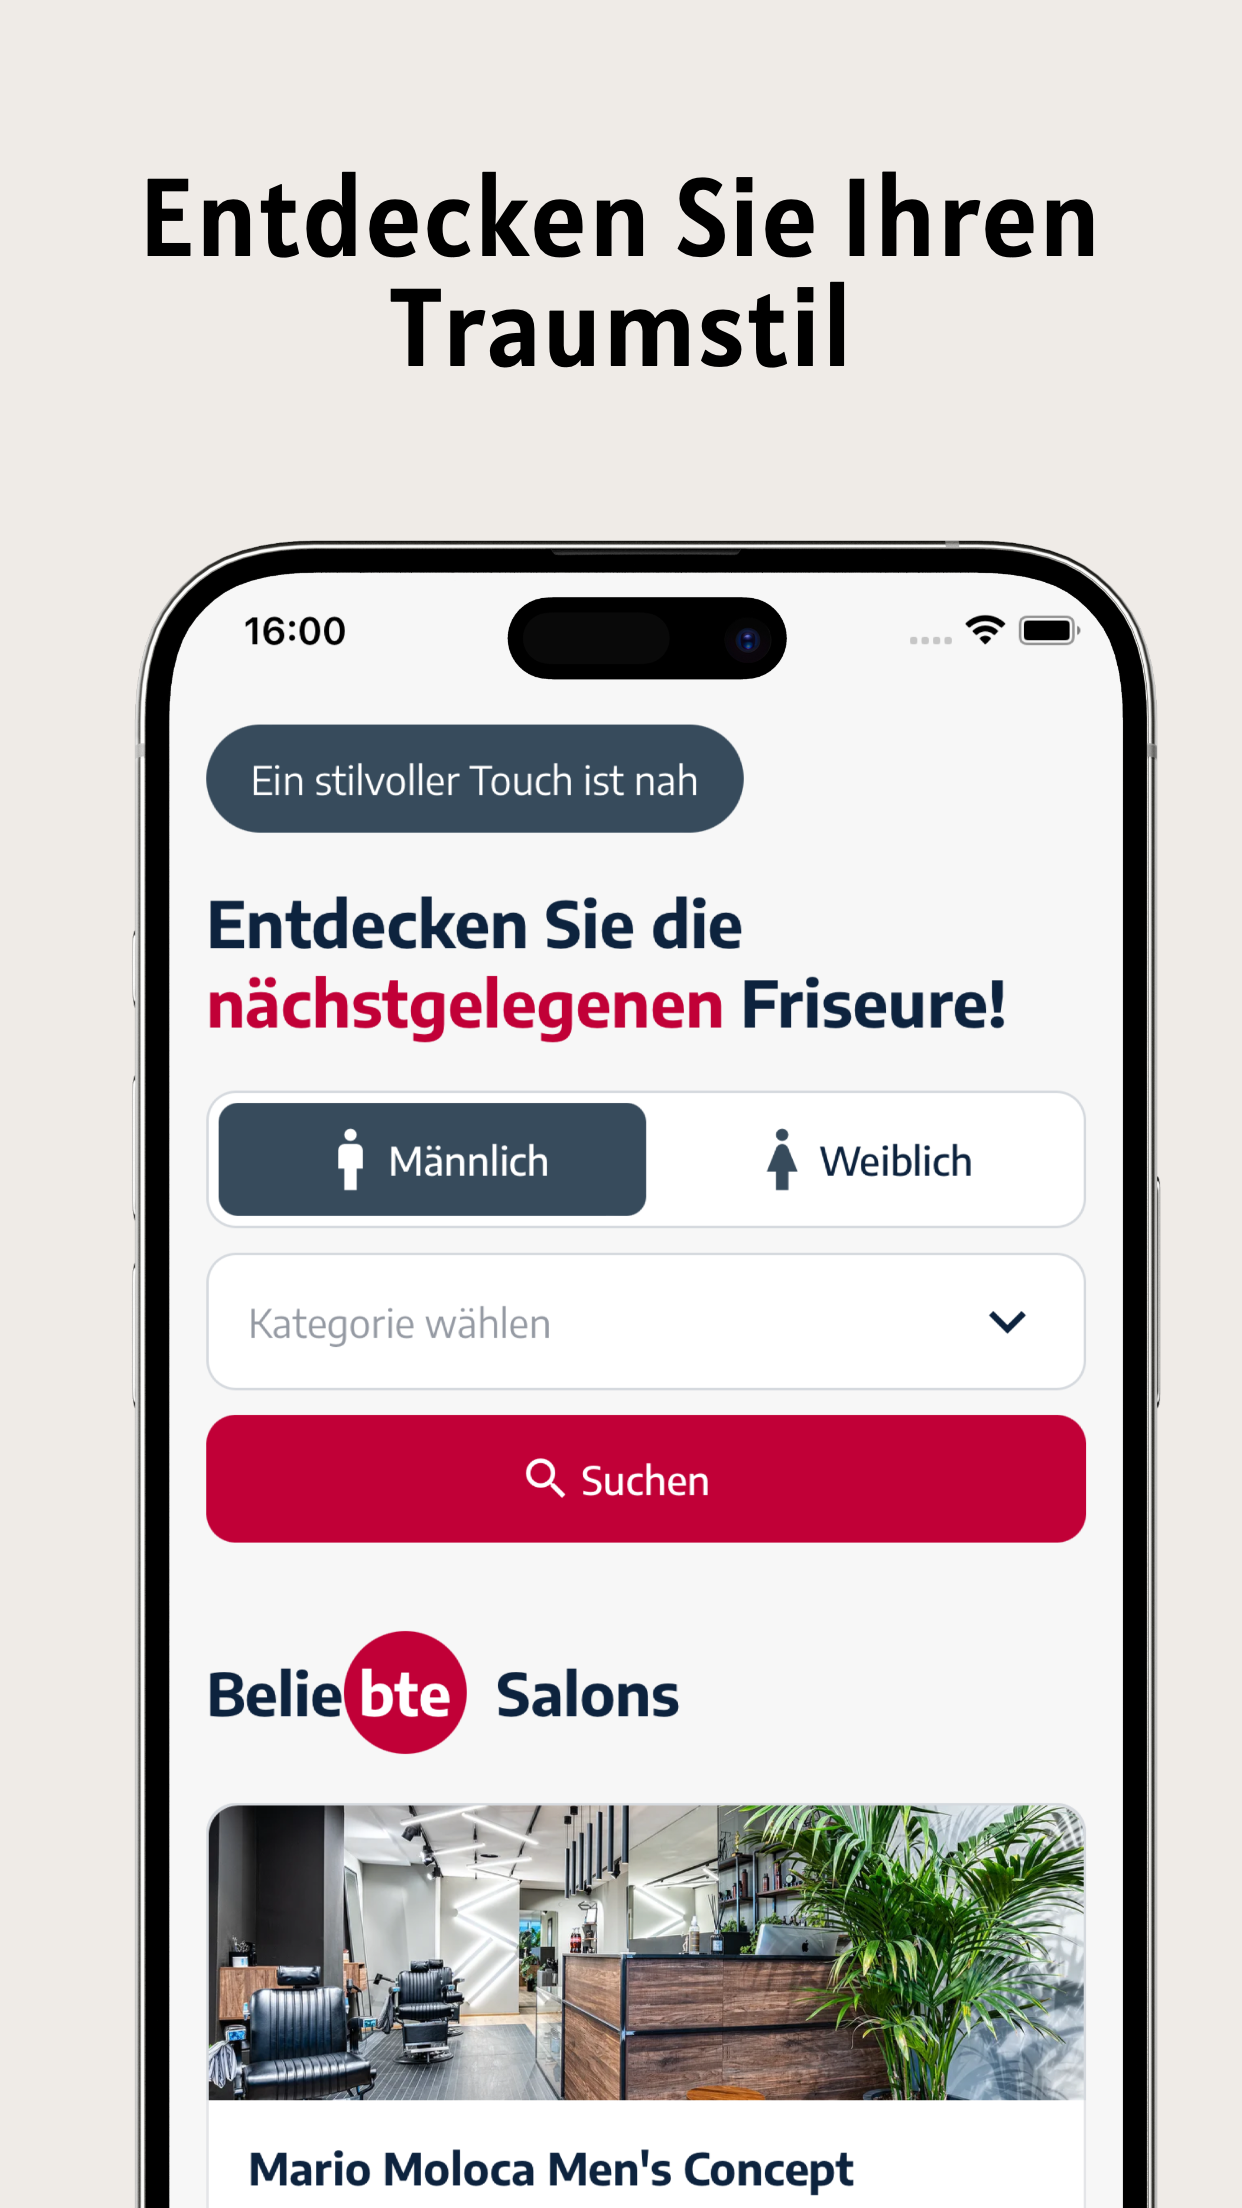 Entdecken Sie Ihren
Traumstil
16:00
Ein stilvoller Touch ist nah
Entdecken Sie die
nächstgelegenen Friseure!
Männlich
Weiblich
Kategorie wählen
Suchen
Beliebte Salons
Mario Moloca Men's Concept